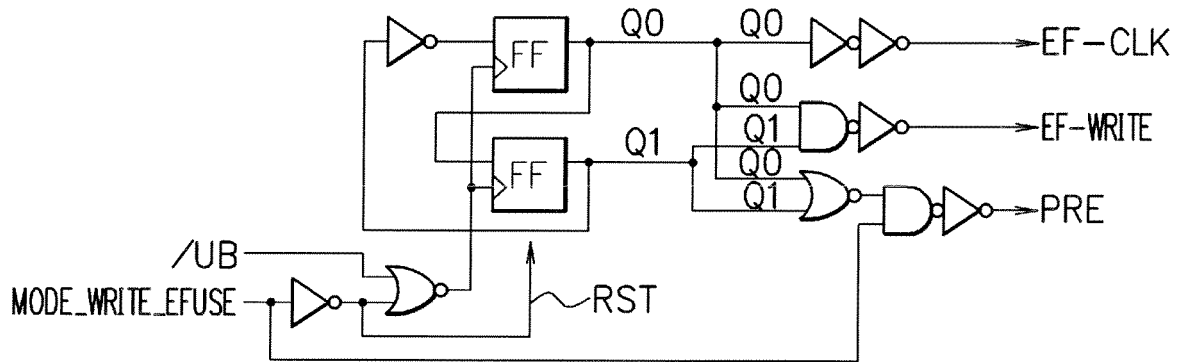 Q0 Q0
FF EF-CLK
Q0
Q1 EF-WRITE
Q1 Q0
FF
Q1 PRE
/UB
MODE_WRITE_EFUSE RST